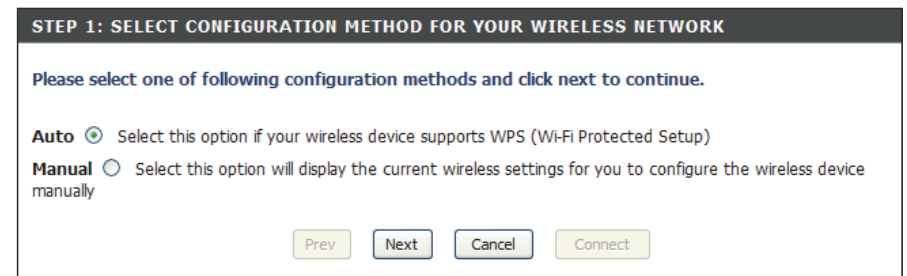 STEP 1: SELECT CONFIGURATION METHOD FOR YOUR WIRELESS NETWORK
Please select one of following configuration methods and click next to continue.
Auto Select this option if your wireless device supports WPS (Wi-Fi Protected Setup)
Manual Select this option will display the current wireless settings for you to configure the wireless device
manually
Prev Next Cancel Connect